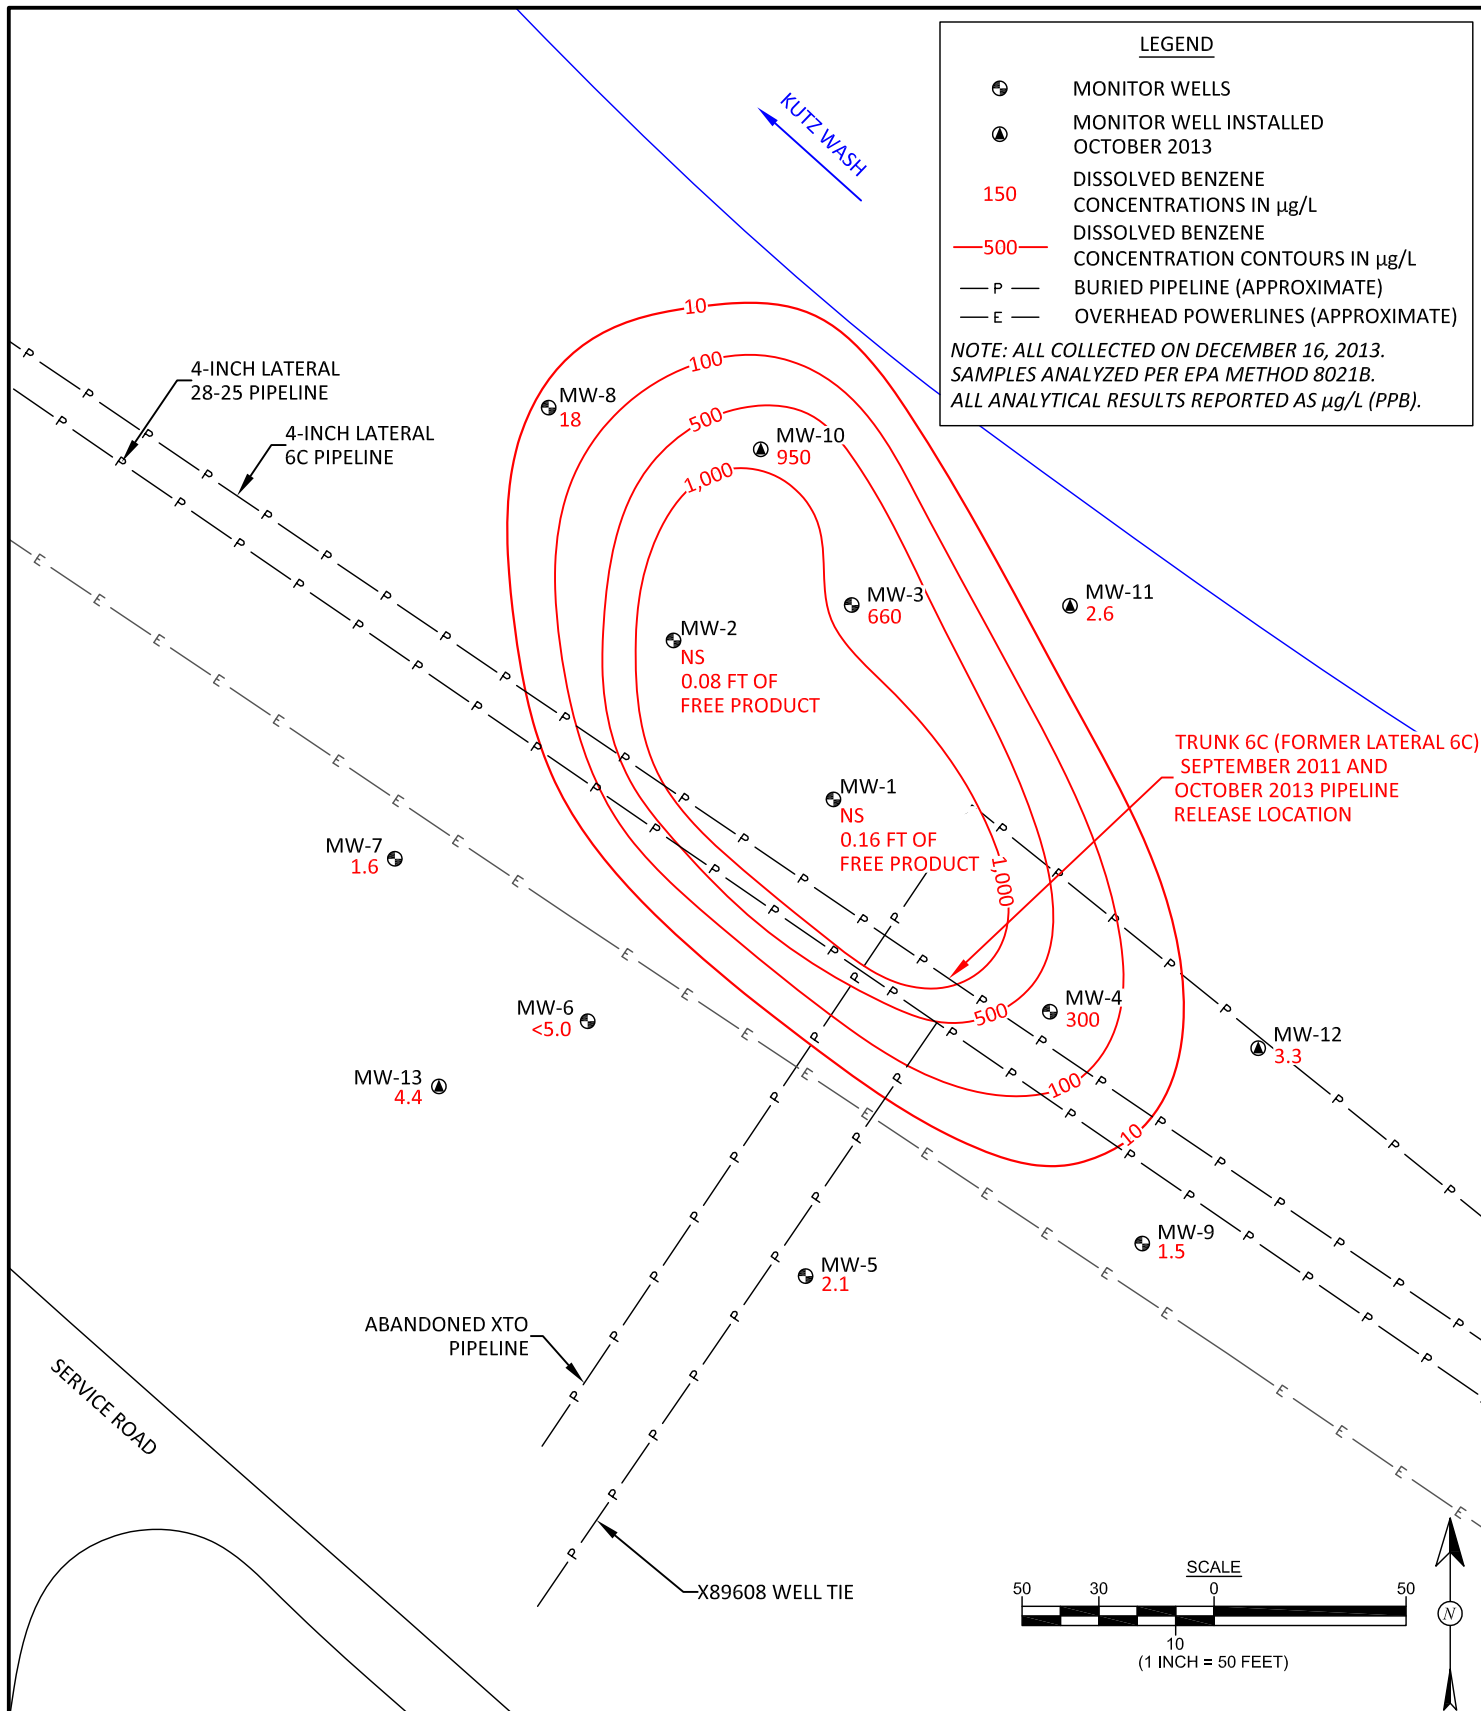 LEGEND
MONITOR WELLS
MONITOR WELL INSTALLED
OCTOBER 2013
150
DISSOLVED BENZENE
CONCENTRATIONS IN µg/L
500
DISSOLVED BENZENE
CONCENTRATION CONTOURS IN µg/L
P
BURIED PIPELINE (APPROXIMATE)
E
OVERHEAD POWERLINES (APPROXIMATE)
NOTE: ALL COLLECTED ON DECEMBER 16, 2013.
SAMPLES ANALYZED PER EPA METHOD 8021B.
ALL ANALYTICAL RESULTS REPORTED AS µg/L (PPB).
KUTZ WASH
4-INCH LATERAL
28-25 PIPELINE
4-INCH LATERAL
6C PIPELINE
10
100
500
1,000
MW-8
18
MW-10
950
MW-3
660
MW-11
2.6
MW-2
NS
0.08 FT OF
FREE PRODUCT
TRUNK 6C (FORMER LATERAL 6C)
SEPTEMBER 2011 AND
OCTOBER 2013 PIPELINE
RELEASE LOCATION
MW-1
NS
0.16 FT OF
FREE PRODUCT
1,000
MW-7
1.6
MW-6
<5.0
MW-4
300
500
MW-12
3.3
MW-13
4.4
100
10
MW-9
1.5
MW-5
2.1
ABANDONED XTO
PIPELINE
SERVICE ROAD
X89608 WELL TIE
SCALE
50 30 0 50
10
(1 INCH = 50 FEET)
N